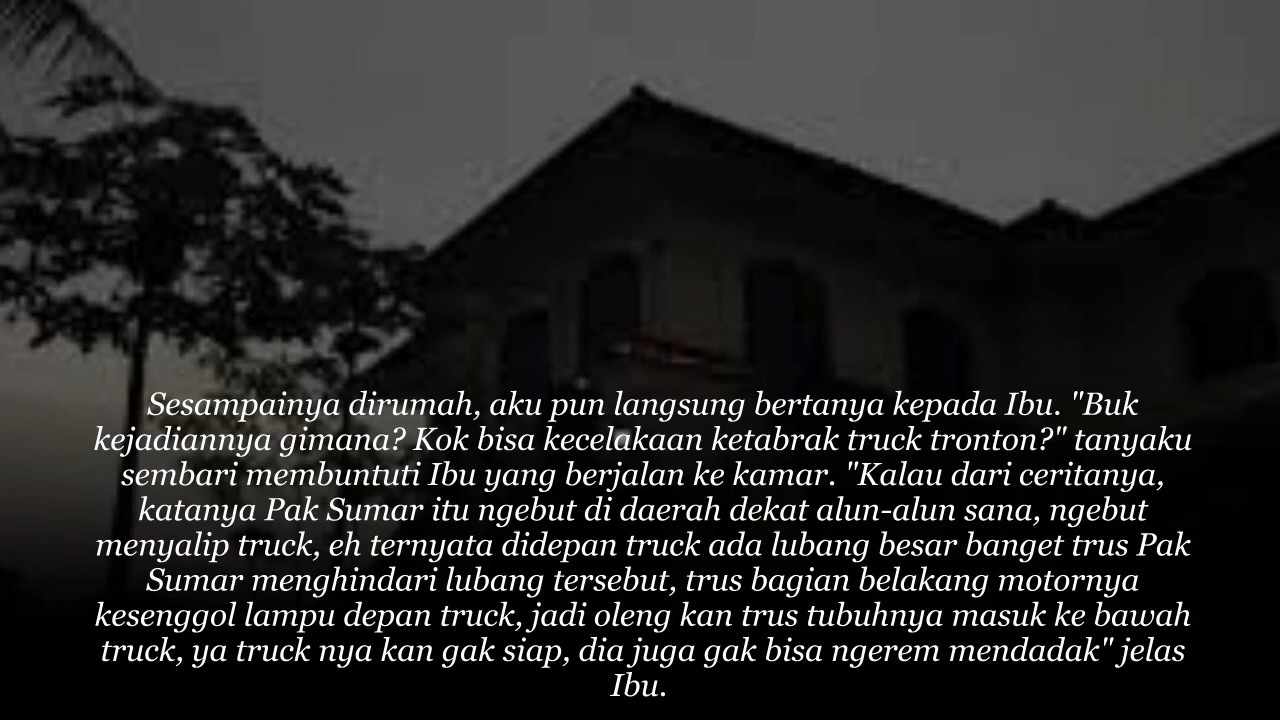 Sesampainya dirumah, aku pun langsung bertanya kepada Ibu. "Buk
kejadiannya gimana? Kok bisa kecelakaan ketabrak truck tronton?" tanyaku
sembari membuntuti Ibu yang berjalan ke kamar. "Kalau dari ceritanya,
katanya Pak Sumar itu ngebut di daerah dekat alun-alun sana, ngebut
menyalip truck, eh ternyata didepan truck ada lubang besar banget trus Pak
Sumar menghindari lubang tersebut, trus bagian belakang motornya
kesenggol lampu depan truck, jadi oleng kan trus tubuhnya masuk ke bawah
truck, ya truck nya kan gak siap, dia juga gak bisa ngerem mendadak" jelas
Ibu.